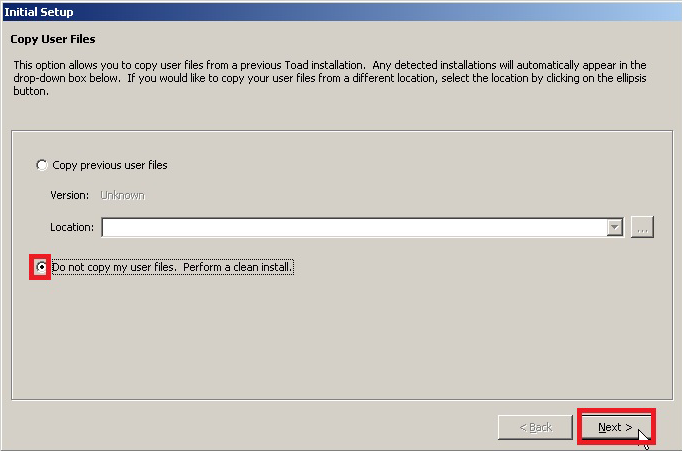 Initial Setup
Copy User Files
This option allows you to copy user files from a previous Toad installation.  Any detected installations will automatically appear in the
drop-down box below.  If you would like to copy your user files from a different location, select the location by clicking on the ellipsis
button.
Copy previous user files
Version: Unknown
Location: ...
Do not copy my user files.  Perform a clean install.
< Back Next >